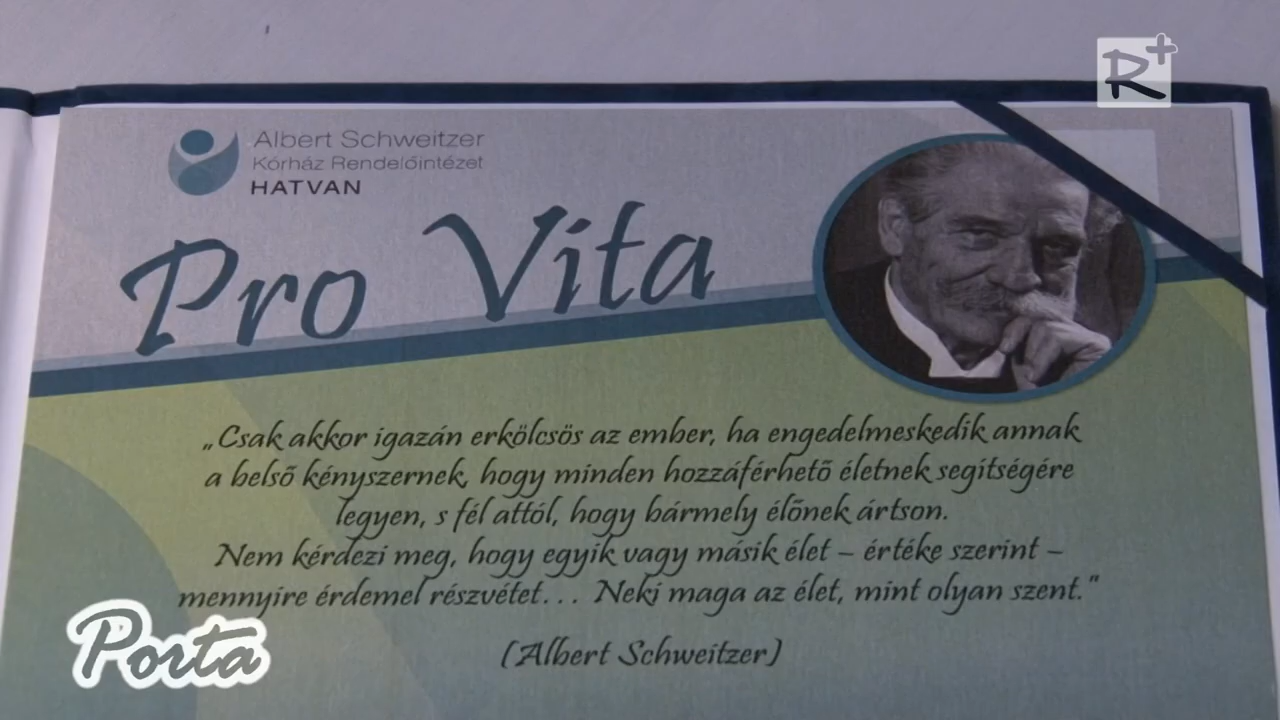 R+
Albert Schweitzer
Kórház Rendelőintézet
HATVAN
Pro Vita
„Csak akkor igazán erkölcsös az ember, ha engedelmeskedik annak
a belső kényszernek, hogy minden hozzáférhető életnek segítségére
legyen, s fél attól, hogy bármely élőnek ártson.
Nem kérdezi meg, hogy egyik vagy másik élet – értéke szerint –
mennyire érdemel részvétet... Neki maga az élet, mint olyan szent."
(Albert Schweitzer)
Porta